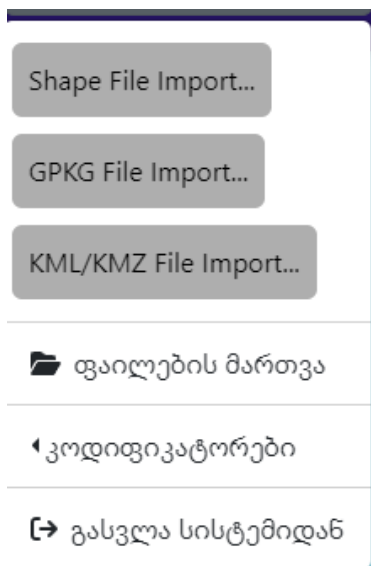 Shape File Import...
GPKG File Import...
KML/KMZ File Import...
ფაილების მართვა
კოდიფიკატორები
გასვლა სისტემიდან